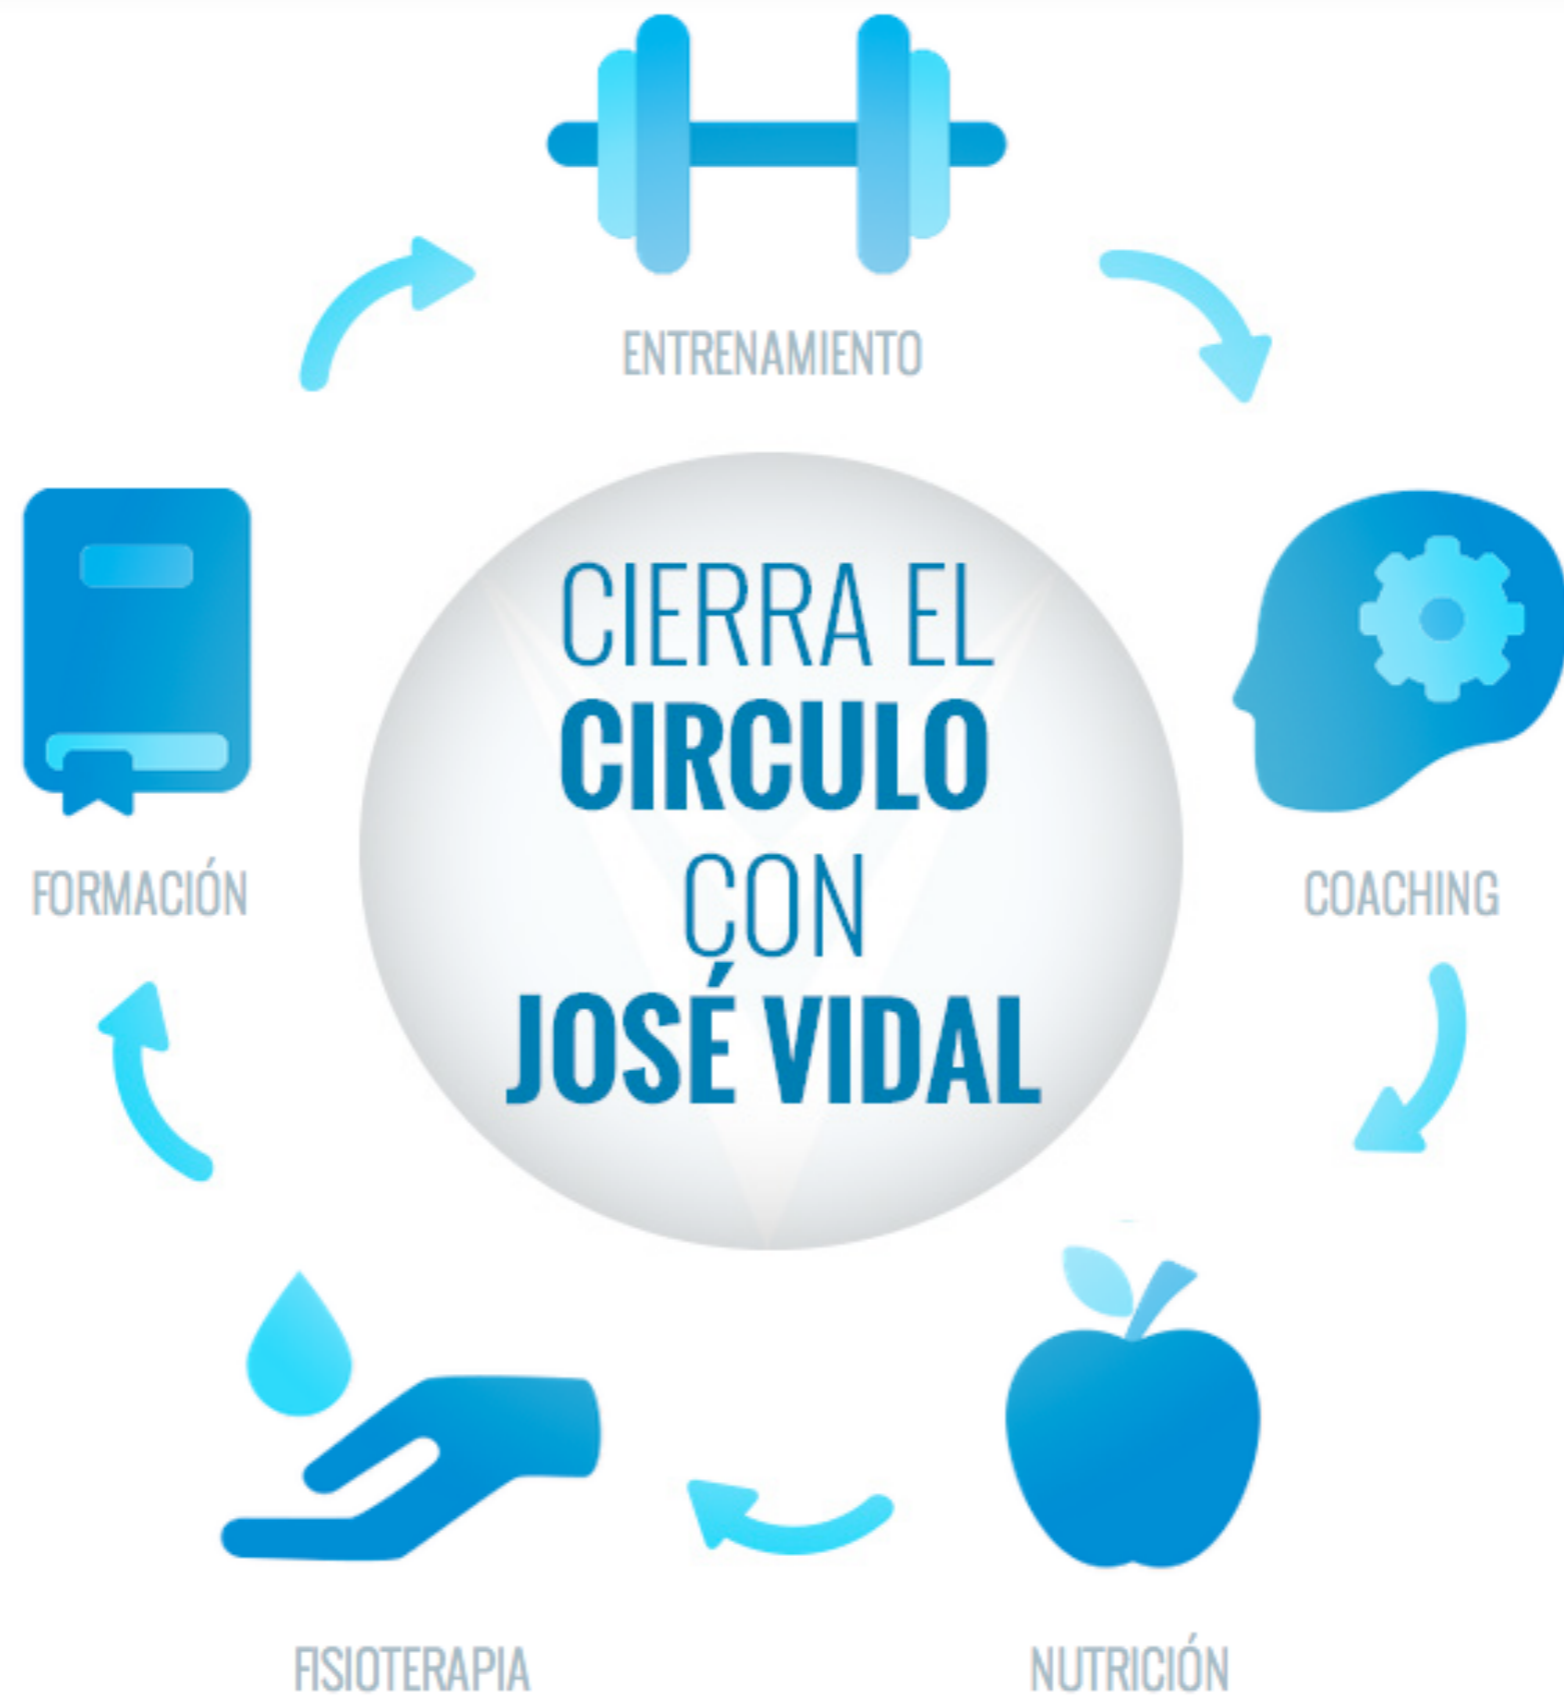 ENTRENAMIENTO
CIERRA EL
CIRCULO
CON
JOSÉ VIDAL
FORMACIÓN
COACHING
FISIOTERAPIA
NUTRICIÓN